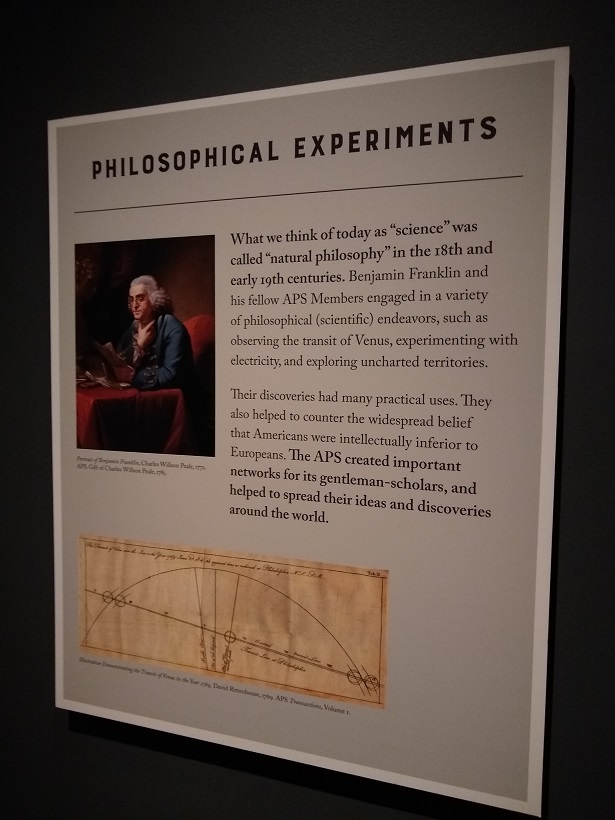 PHILOSOPHICAL EXPERIMENTS
What we think of today as “science” was
called “natural philosophy” in the 18th and
early 19th centuries. Benjamin Franklin and
his fellow APS Members engaged in a variety
of philosophical (scientific) endeavors, such as
observing the transit of Venus, experimenting with
electricity, and exploring uncharted territories.
Their discoveries had many practical uses. They
also helped to counter the widespread belief
that Americans were intellectually inferior to
Europeans. The APS created important
networks for its gentleman-scholars, and
helped to spread their ideas and discoveries
around the world.
Portrait of Benjamin Franklin, Charles Willson Peale, 1772.
APS. Gift of Charles Willson Peale, 1785.
Illustration Demonstrating the Transit of Venus in the Year 1769, David Rittenhouse, 1769. APS Transactions, Volume 1.